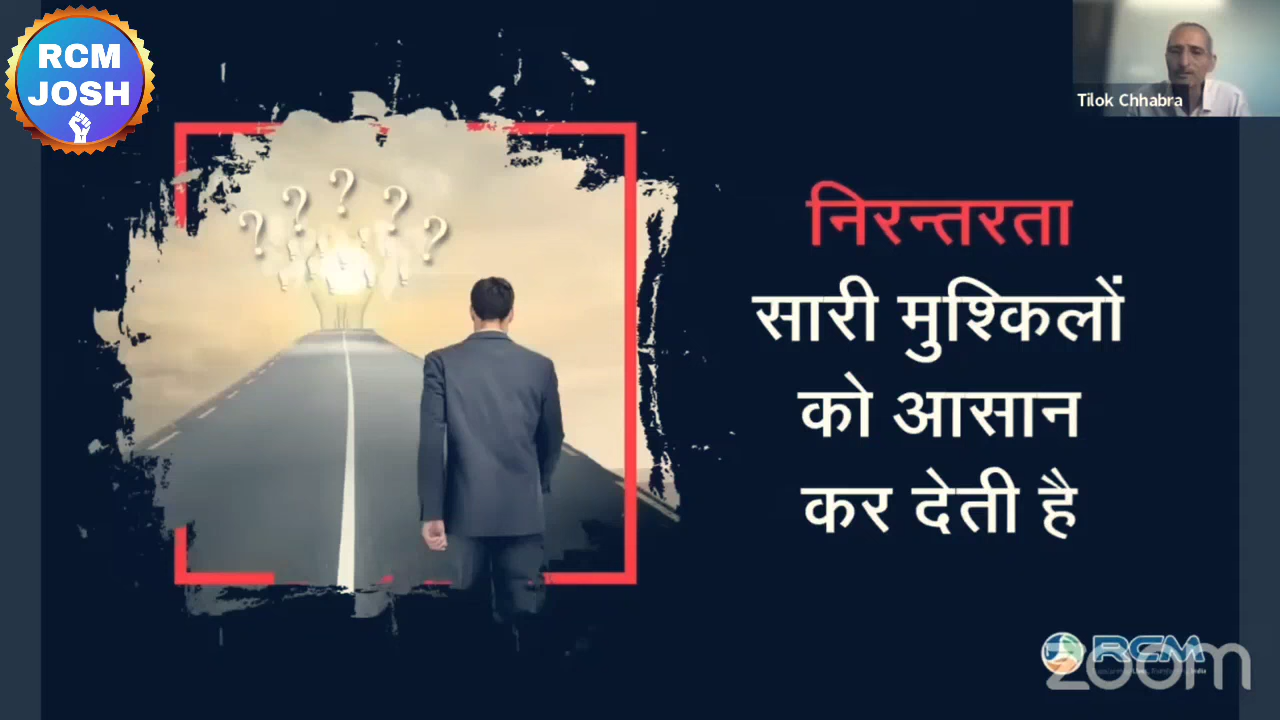 RCM
JOSH
Tilok Chhabra
? ? ? ? ?
निरन्तरता
सारी मुश्किलों
को आसान
कर देती है
RCM
zoom